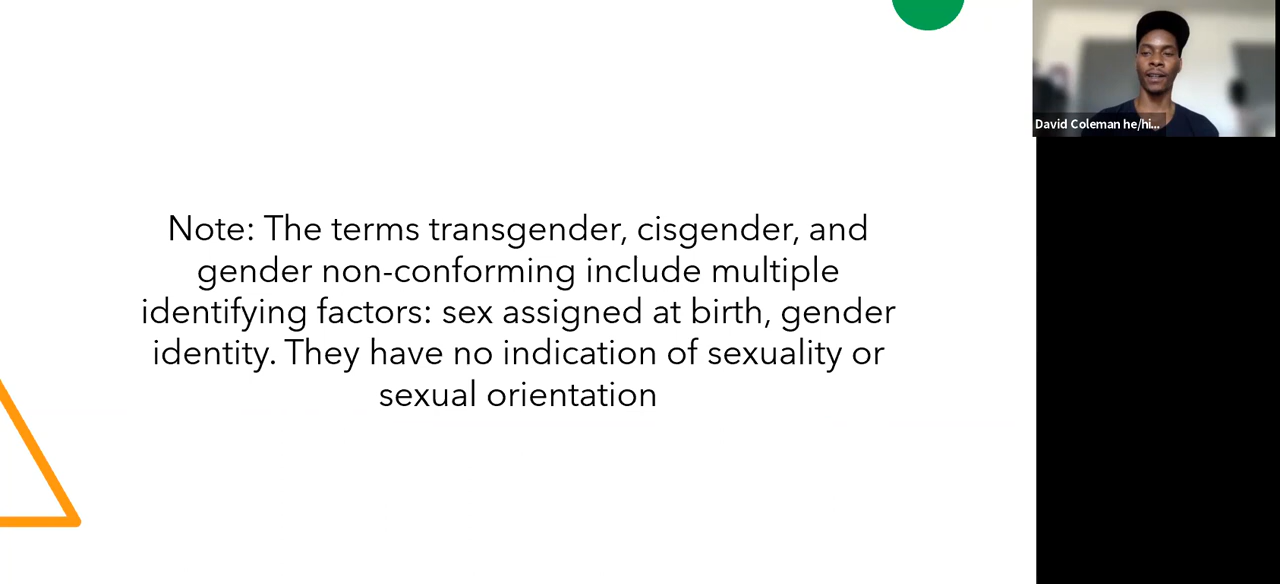 Note: The terms transgender, cisgender, and
gender non-conforming include multiple
identifying factors: sex assigned at birth, gender
identity. They have no indication of sexuality or
sexual orientation
David Coleman he/hi...